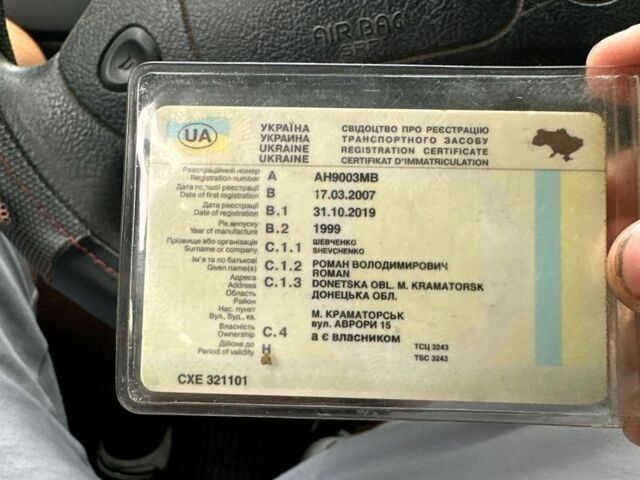 AIR BAG
UA
УКРАЇНА
УКРАИНА
UKRAINE
UKRAINE
СВІДОЦТВО ПРО РЕЄСТРАЦІЮ
ТРАНСПОРТНОГО ЗАСОБУ
REGISTRATION CERTIFICATE
CERTIFIKAT D'IMMATRICULATION
Реєстраційний номер
Registration number A АН9003МВ
Дата першої реєстрації
Date of first registration B 17.03.2007
Дата реєстрації
Date of registration B.1 31.10.2019
Рік випуску
Year of manufacture B.2 1999
Прізвище або організація
Surname or company C.1.1 ШЕВЧЕНКО
SHEVCHENKO
Ім'я та по батькові
Given name(s) C.1.2 РОМАН ВОЛОДИМИРОВИЧ
ROMAN
Адреса
Address C.1.3 DONETSKA OBL. M. KRAMATORSK
Область ДОНЕЦЬКА ОБЛ.
Район
Нас. пункт М. КРАМАТОРСЬК
Вул., буд., кв. вул. АВРОРИ 15
Власність
Ownership C.4 а є власником
Дійсне до
Period of validity H
ТСЦ 3243
TSC 3243
СХЕ 321101